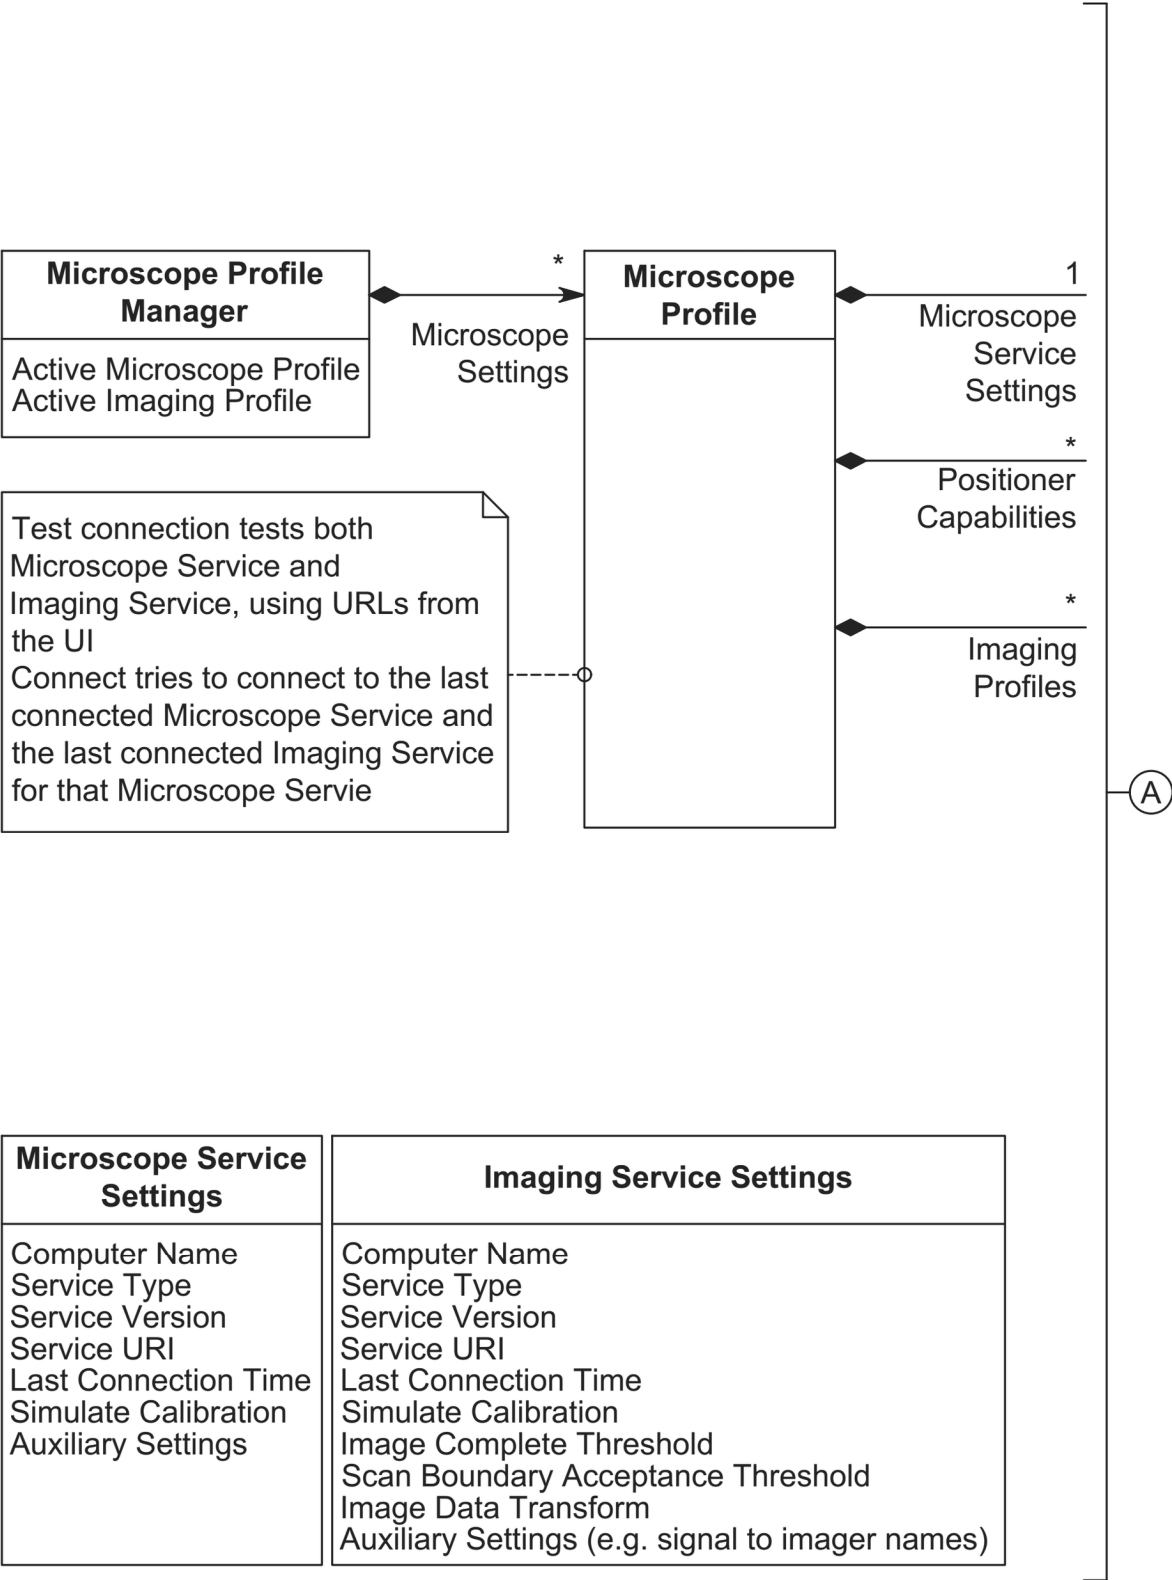 Microscope Profile
Manager
Active Microscope Profile
Active Imaging Profile
*
Microscope
Settings
Microscope
Profile
1
Microscope
Service
Settings
*
Positioner
Capabilities
*
Imaging
Profiles
Test connection tests both
Microscope Service and
Imaging Service, using URLs from
the UI
Connect tries to connect to the last
connected Microscope Service and
the last connected Imaging Service
for that Microscope Servie
A
Microscope Service
Settings
Computer Name
Service Type
Service Version
Service URI
Last Connection Time
Simulate Calibration
Auxiliary Settings
Imaging Service Settings
Computer Name
Service Type
Service Version
Service URI
Last Connection Time
Simulate Calibration
Image Complete Threshold
Scan Boundary Acceptance Threshold
Image Data Transform
Auxiliary Settings (e.g. signal to imager names)